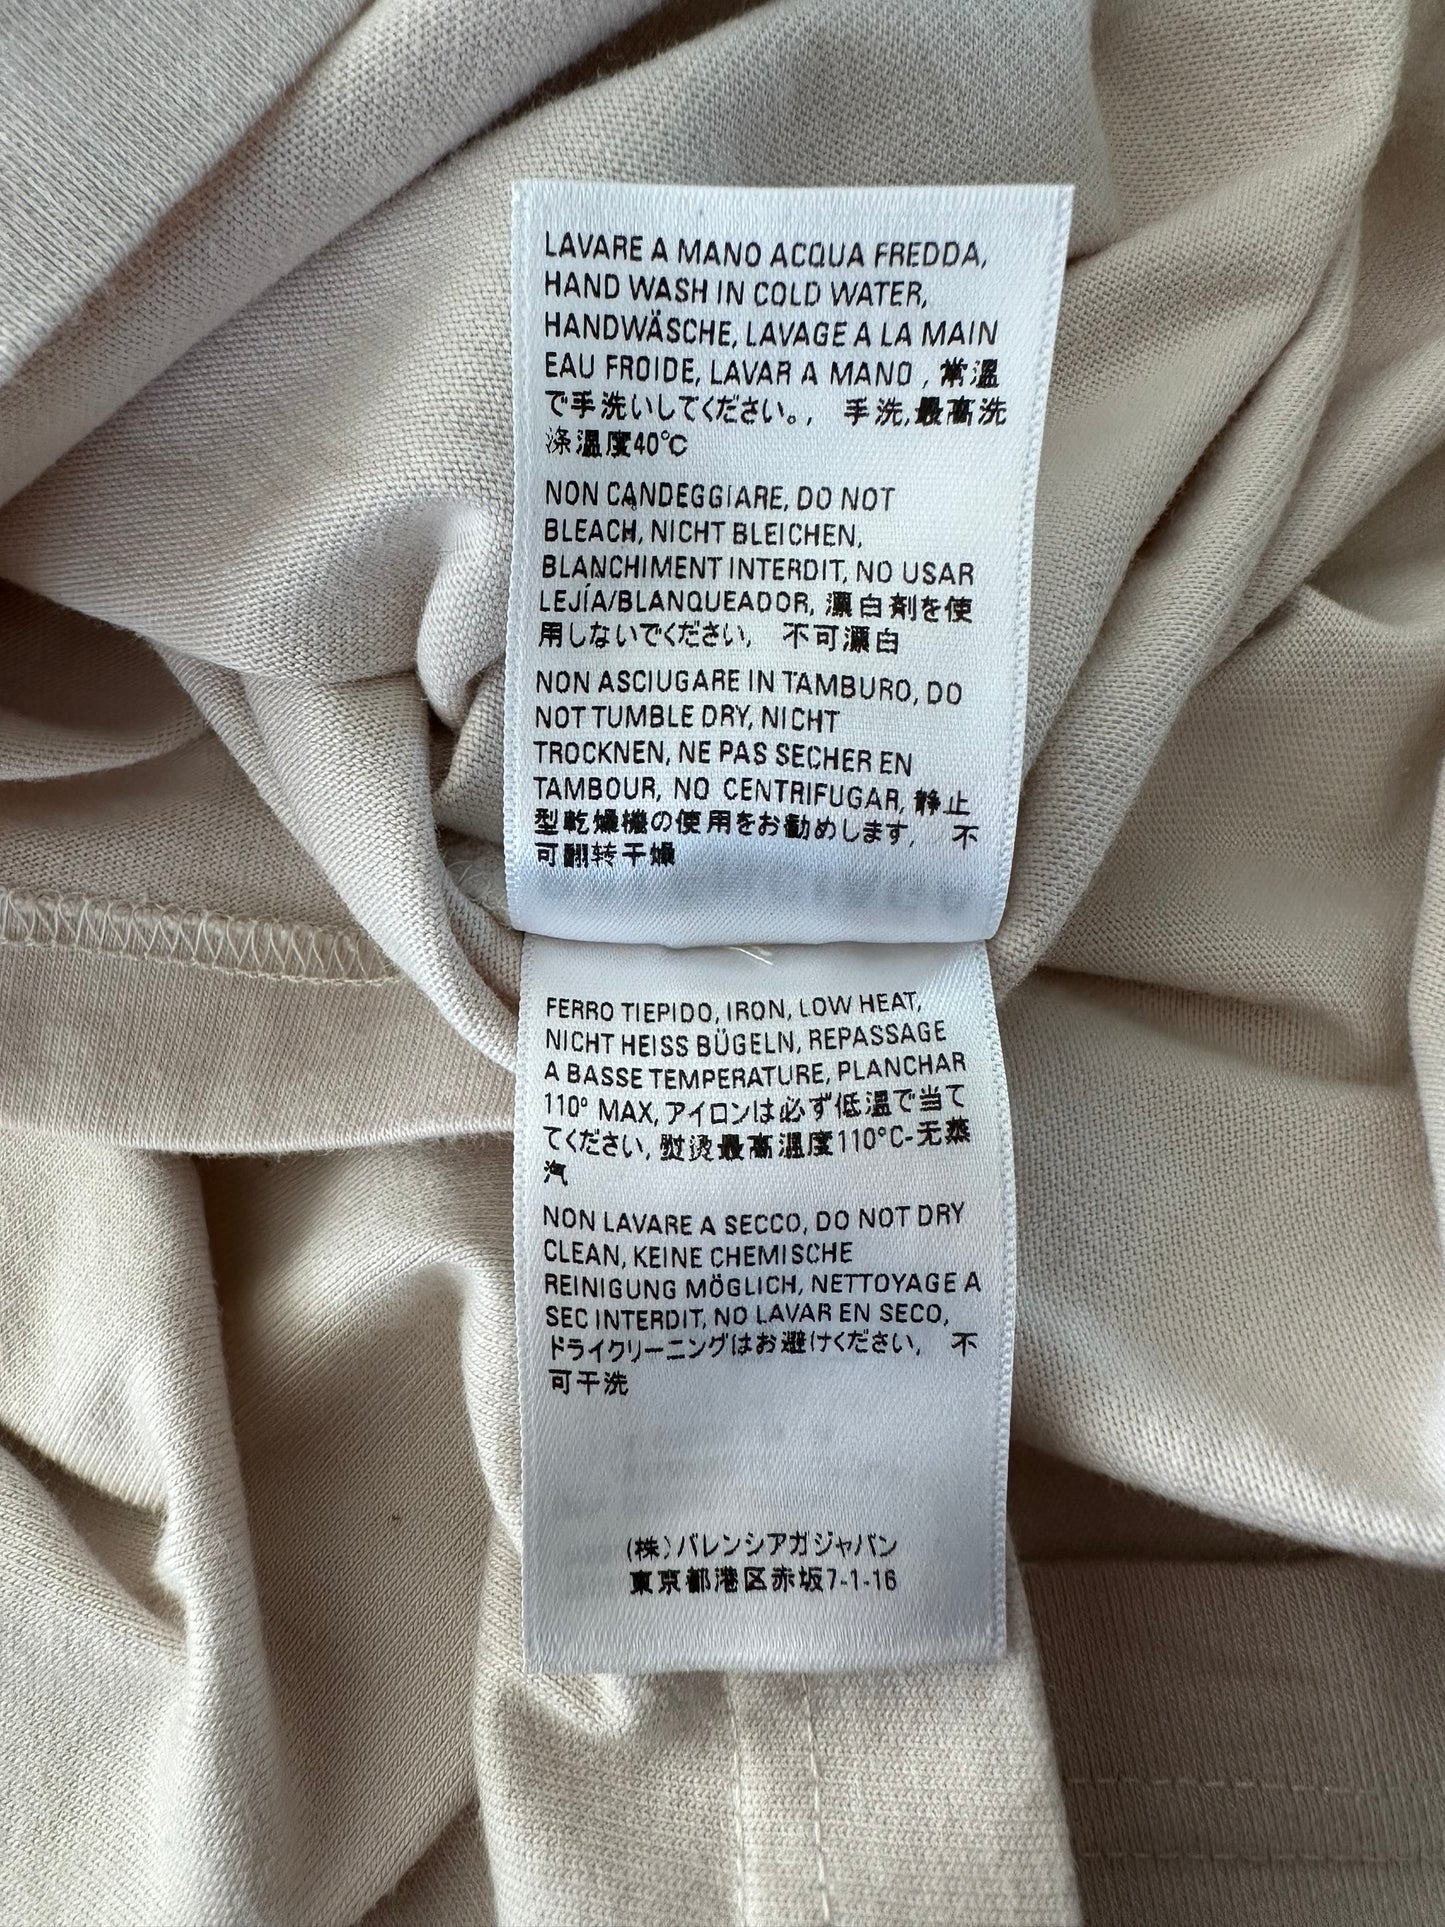 LAVARE A MANO ACQUA FREDDA,
HAND WASH IN COLD WATER,
HANDWÄSCHE, LAVAGE A LA MAIN
EAU FROIDE, LAVAR A MANO , 常温
で手洗いしてください。, 手洗,最高洗
涤温度40°C
NON CANDEGGIARE, DO NOT
BLEACH, NICHT BLEICHEN,
BLANCHIMENT INTERDIT, NO USAR
LEJÍA/BLANQUEADOR, 漂白剤を使
用しないでください, 不可漂白
NON ASCIUGARE IN TAMBURO, DO
NOT TUMBLE DRY, NICHT
TROCKNEN, NE PAS SECHER EN
TAMBOUR, NO CENTRIFUGAR, 静止
型乾燥機の使用をお勧めします, 不
可翻转干燥
FERRO TIEPIDO, IRON, LOW HEAT,
NICHT HEISS BÜGELN, REPASSAGE
A BASSE TEMPERATURE, PLANCHAR
110° MAX, アイロンは必ず低温で当て
てください, 熨烫最高温度110°C-无蒸
汽
NON LAVARE A SECCO, DO NOT DRY
CLEAN, KEINE CHEMISCHE
REINIGUNG MÖGLICH, NETTOYAGE A
SEC INTERDIT, NO LAVAR EN SECO,
ドライクリーニングはお避けください, 不
可干洗
(株)バレンシアガジャパン
東京都港区赤坂7-1-16